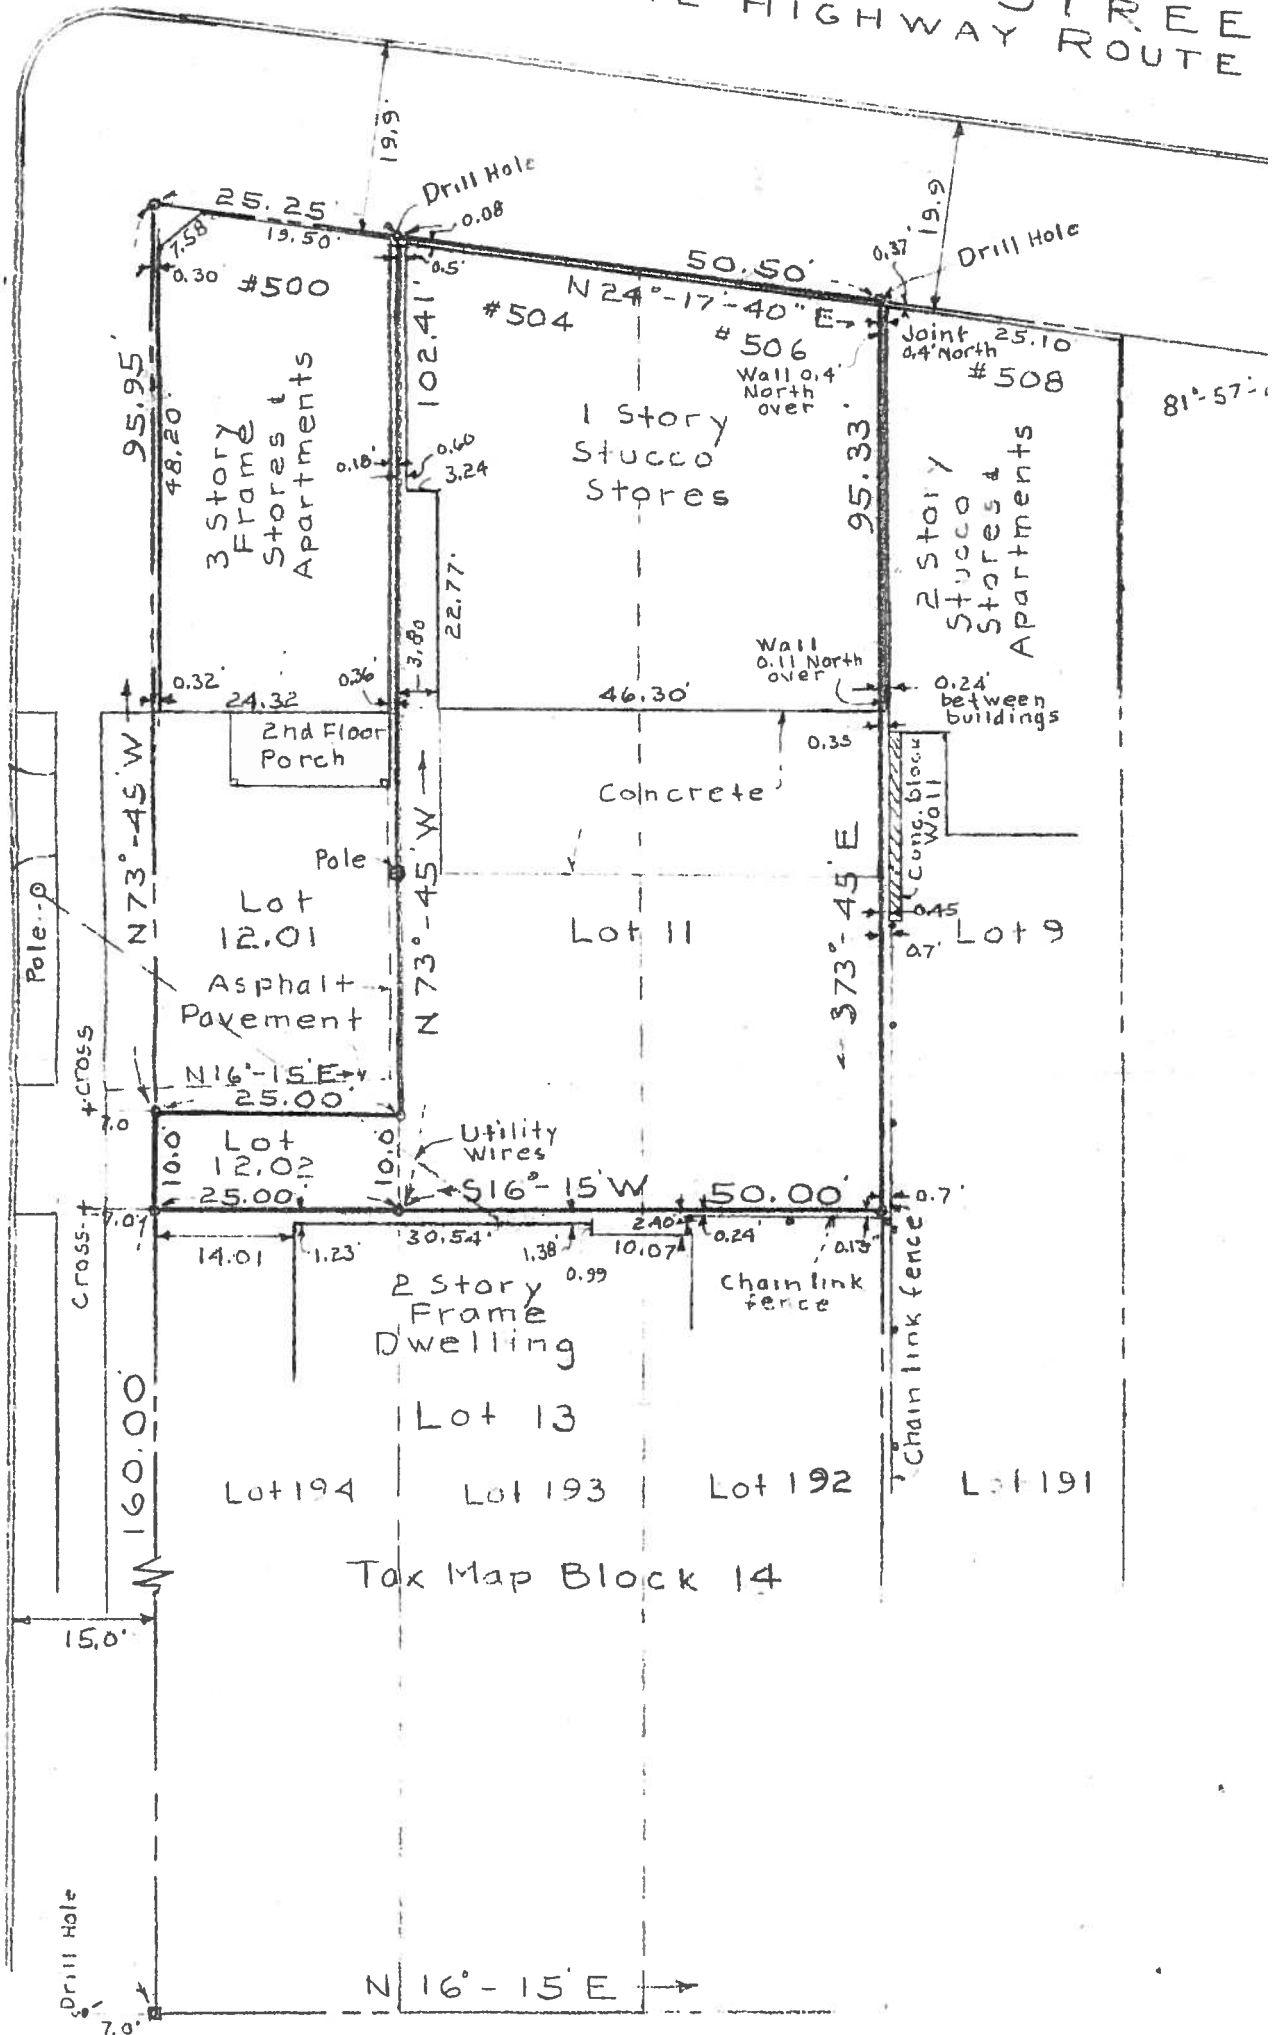 STREE
HIGHWAY ROUTE
19.9'
Drill Hole
25.25'
0.08
19.50'
7.58'
0.30
#500
0.5'
19.9
0.37'
Drill Hole
50.50'
N 24°-17'-40" E
#504
# 506
Wall 0.4'
North
over
Joint
0.4' North
25.10
#508
81°-57'-
95.95'
48.20'
102.41'
3 Story
Frame
Stores &
Apartments
0.18'
0.60
3.24
1 Story
Stucco
Stores
95.33'
2 Story
Stucco
Stores &
Apartments
22.77'
3.80
0.32'
24.32
0.36'
46.30'
Wall
0.11 North
over
0.24'
between
buildings
2nd Floor
Porch
0.35
Concrete
Conc. block
Wall
N73°-45'W
N 73°-45'W
S73°-45'E
Pole
Pole
Lot
12.01
Lot 11
0.45
Lot 9
0.7'
Asphalt
Pavement
Cross
N16°-15'E
25.00'
7.0
Lot
12.02
10.0'
10.0'
25.00'
Utility
Wires
S16°-15'W
50.00'
0.7'
Cross
7.0'
14.01
1.23'
30.54'
1.38'
0.99
10.07
2.40'
0.24'
0.15'
Chain link
fence
2 Story
Frame
Dwelling
Chain link fence
Lot 13
160.00'
Lot 194
Lot 193
Lot 192
Lot 191
Tax Map Block 14
15.0'
Drill Hole
N 16°-15' E
7.0'